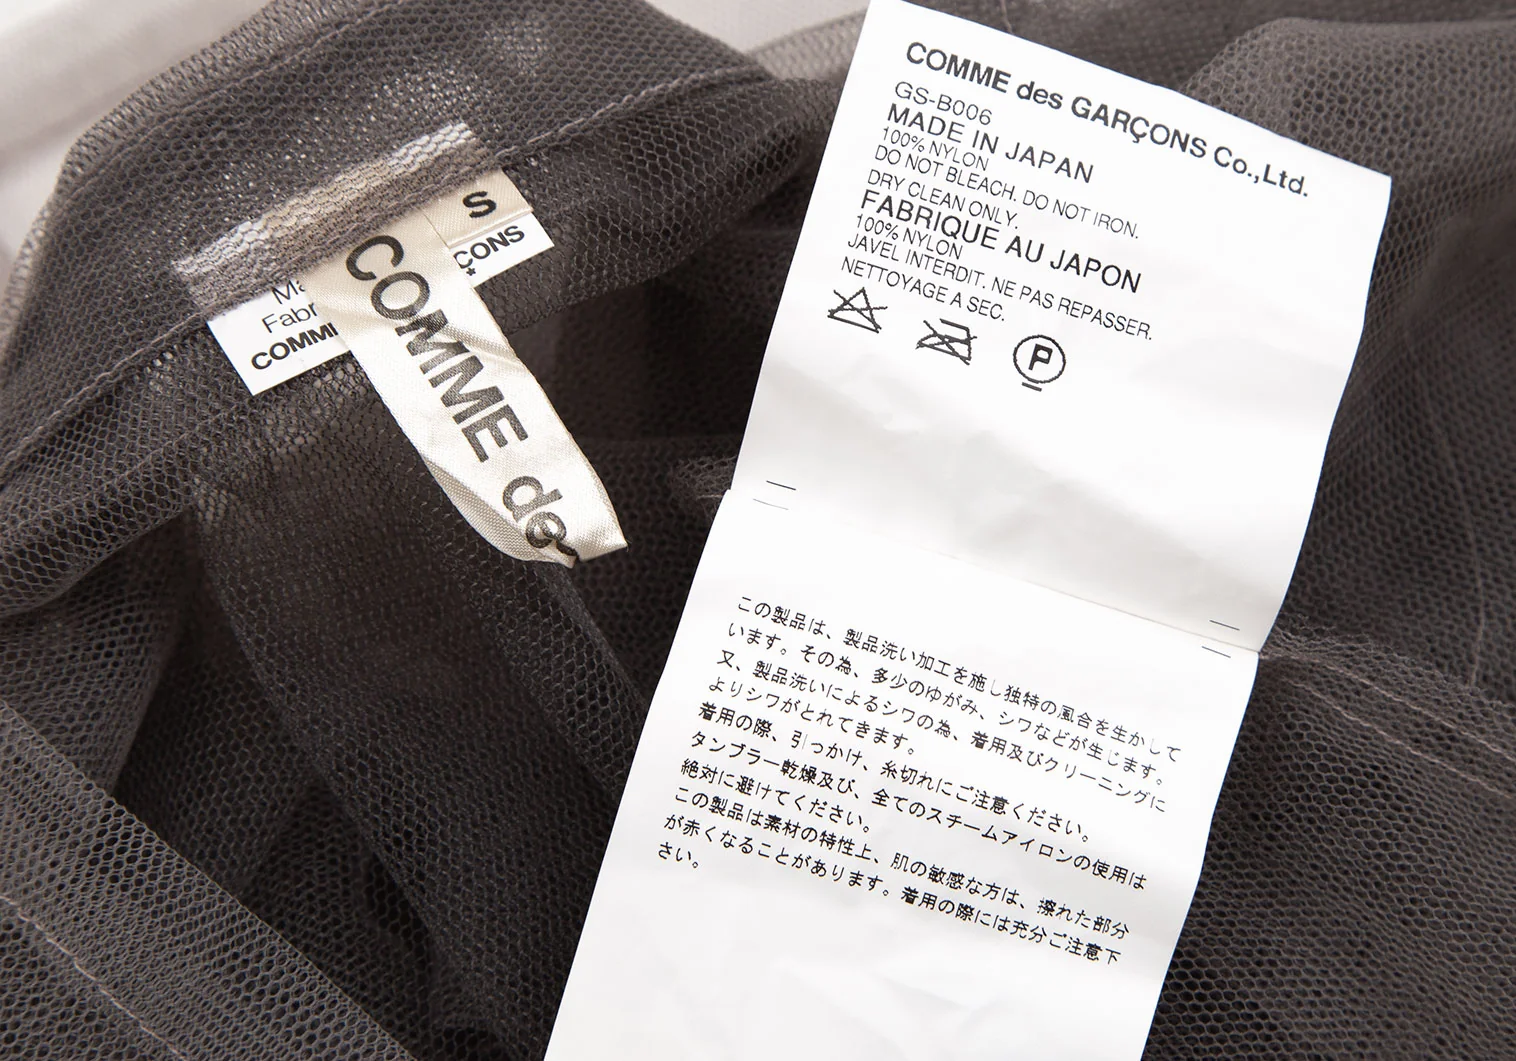 S
CONS
COMME des
COMME
COMME des GARÇONS Co.,Ltd.
GS-B006
MADE IN JAPAN
100% NYLON
DO NOT BLEACH. DO NOT IRON.
DRY CLEAN ONLY.
FABRIQUE AU JAPON
100% NYLON
JAVEL INTERDIT. NE PAS REPASSER.
NETTOYAGE A SEC.
P
この製品は、製品洗い加工を施し独特の風合を生かして
います。その為、多少のゆがみ、シワなどが生じます。
又、製品洗いによるシワの為、着用及びクリーニングに
よりシワがとれてきます。
着用の際、引っかけ、糸切れにご注意ください。
タンブラー乾燥及び、全てのスチームアイロンの使用は
絶対に避けてください。
この製品は素材の特性上、肌の敏感な方は、擦れた部分
が赤くなることがあります。着用の際には充分ご注意下
さい。